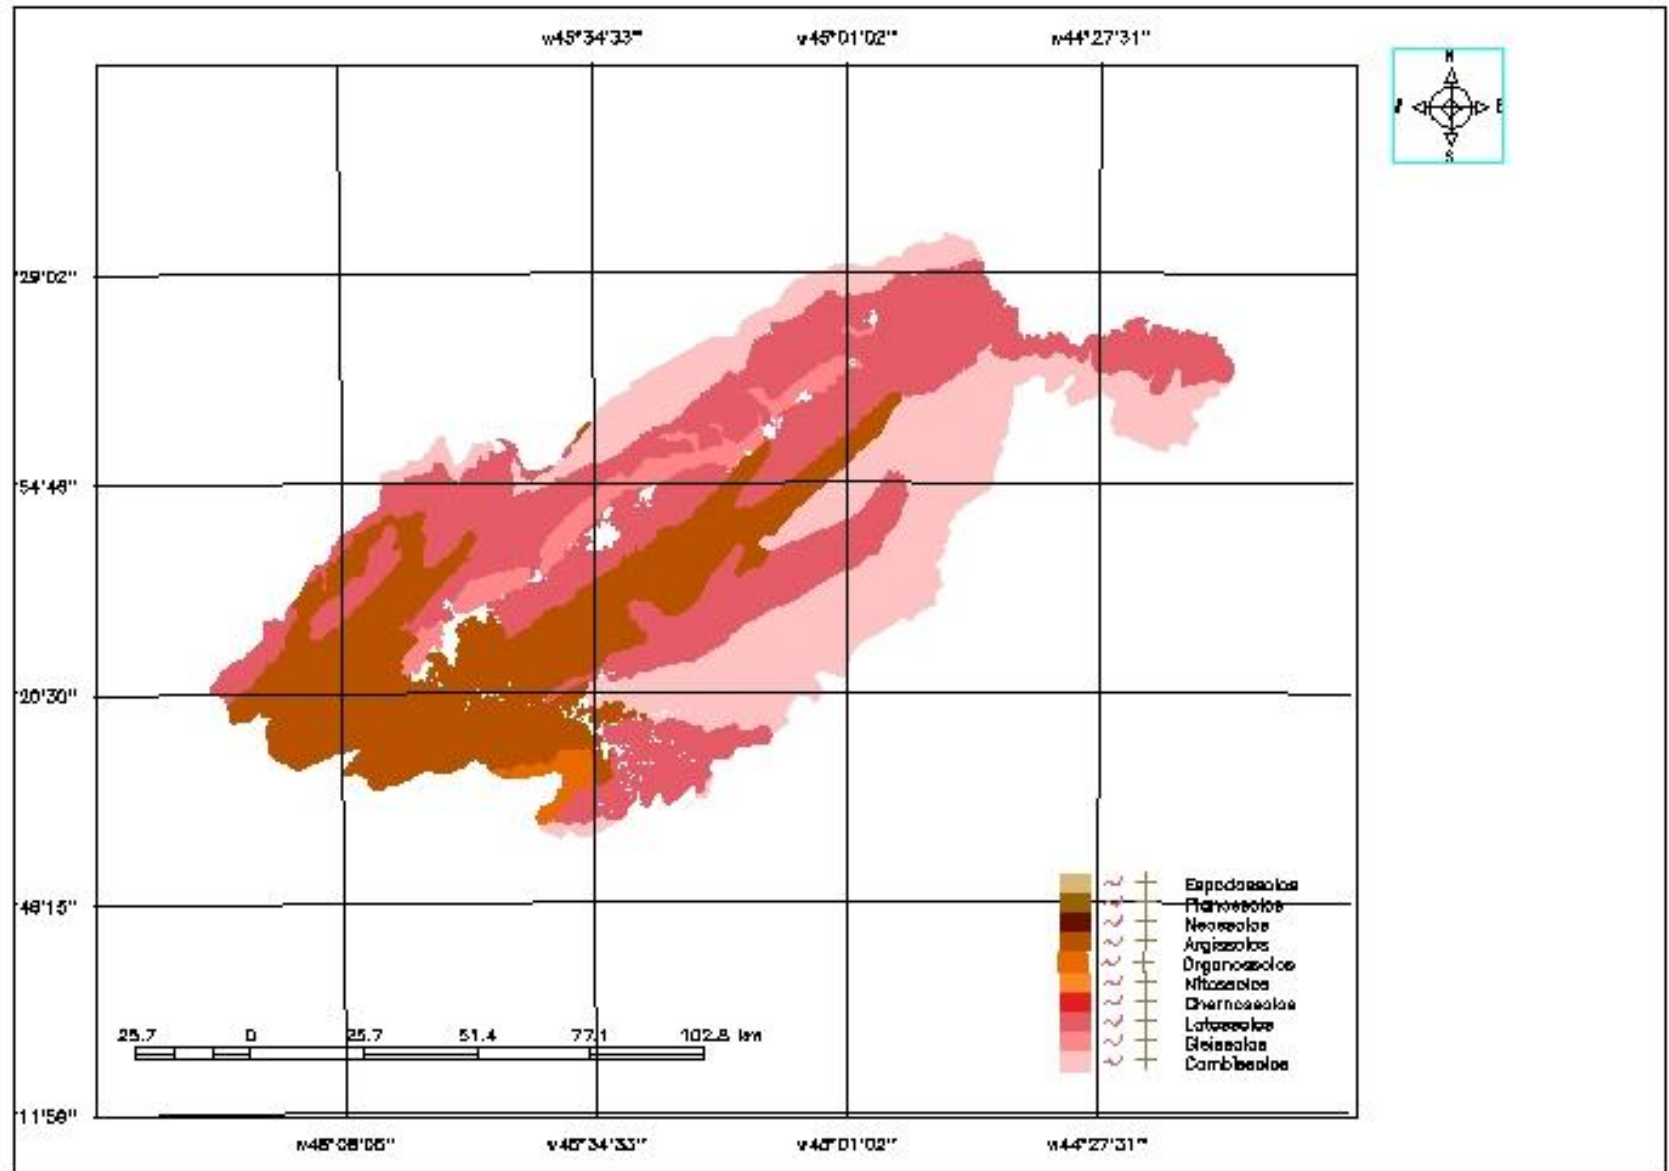 w45°34'33"
w45°01'02"
w44°27'31"
N
E
S
'29'02"
54'46"
'20'30"
'46'15"
Espodossolos
Planossolos
Neossolos
Argissolos
Organossolos
Nitossolos
Chernossolos
Latossolos
Gleissolos
Cambissolos
25.7 0 25.7 51.4 77.1 102.8 km
'11'56"
w46°08'05"
w45°34'33"
w45°01'02"
w44°27'31"